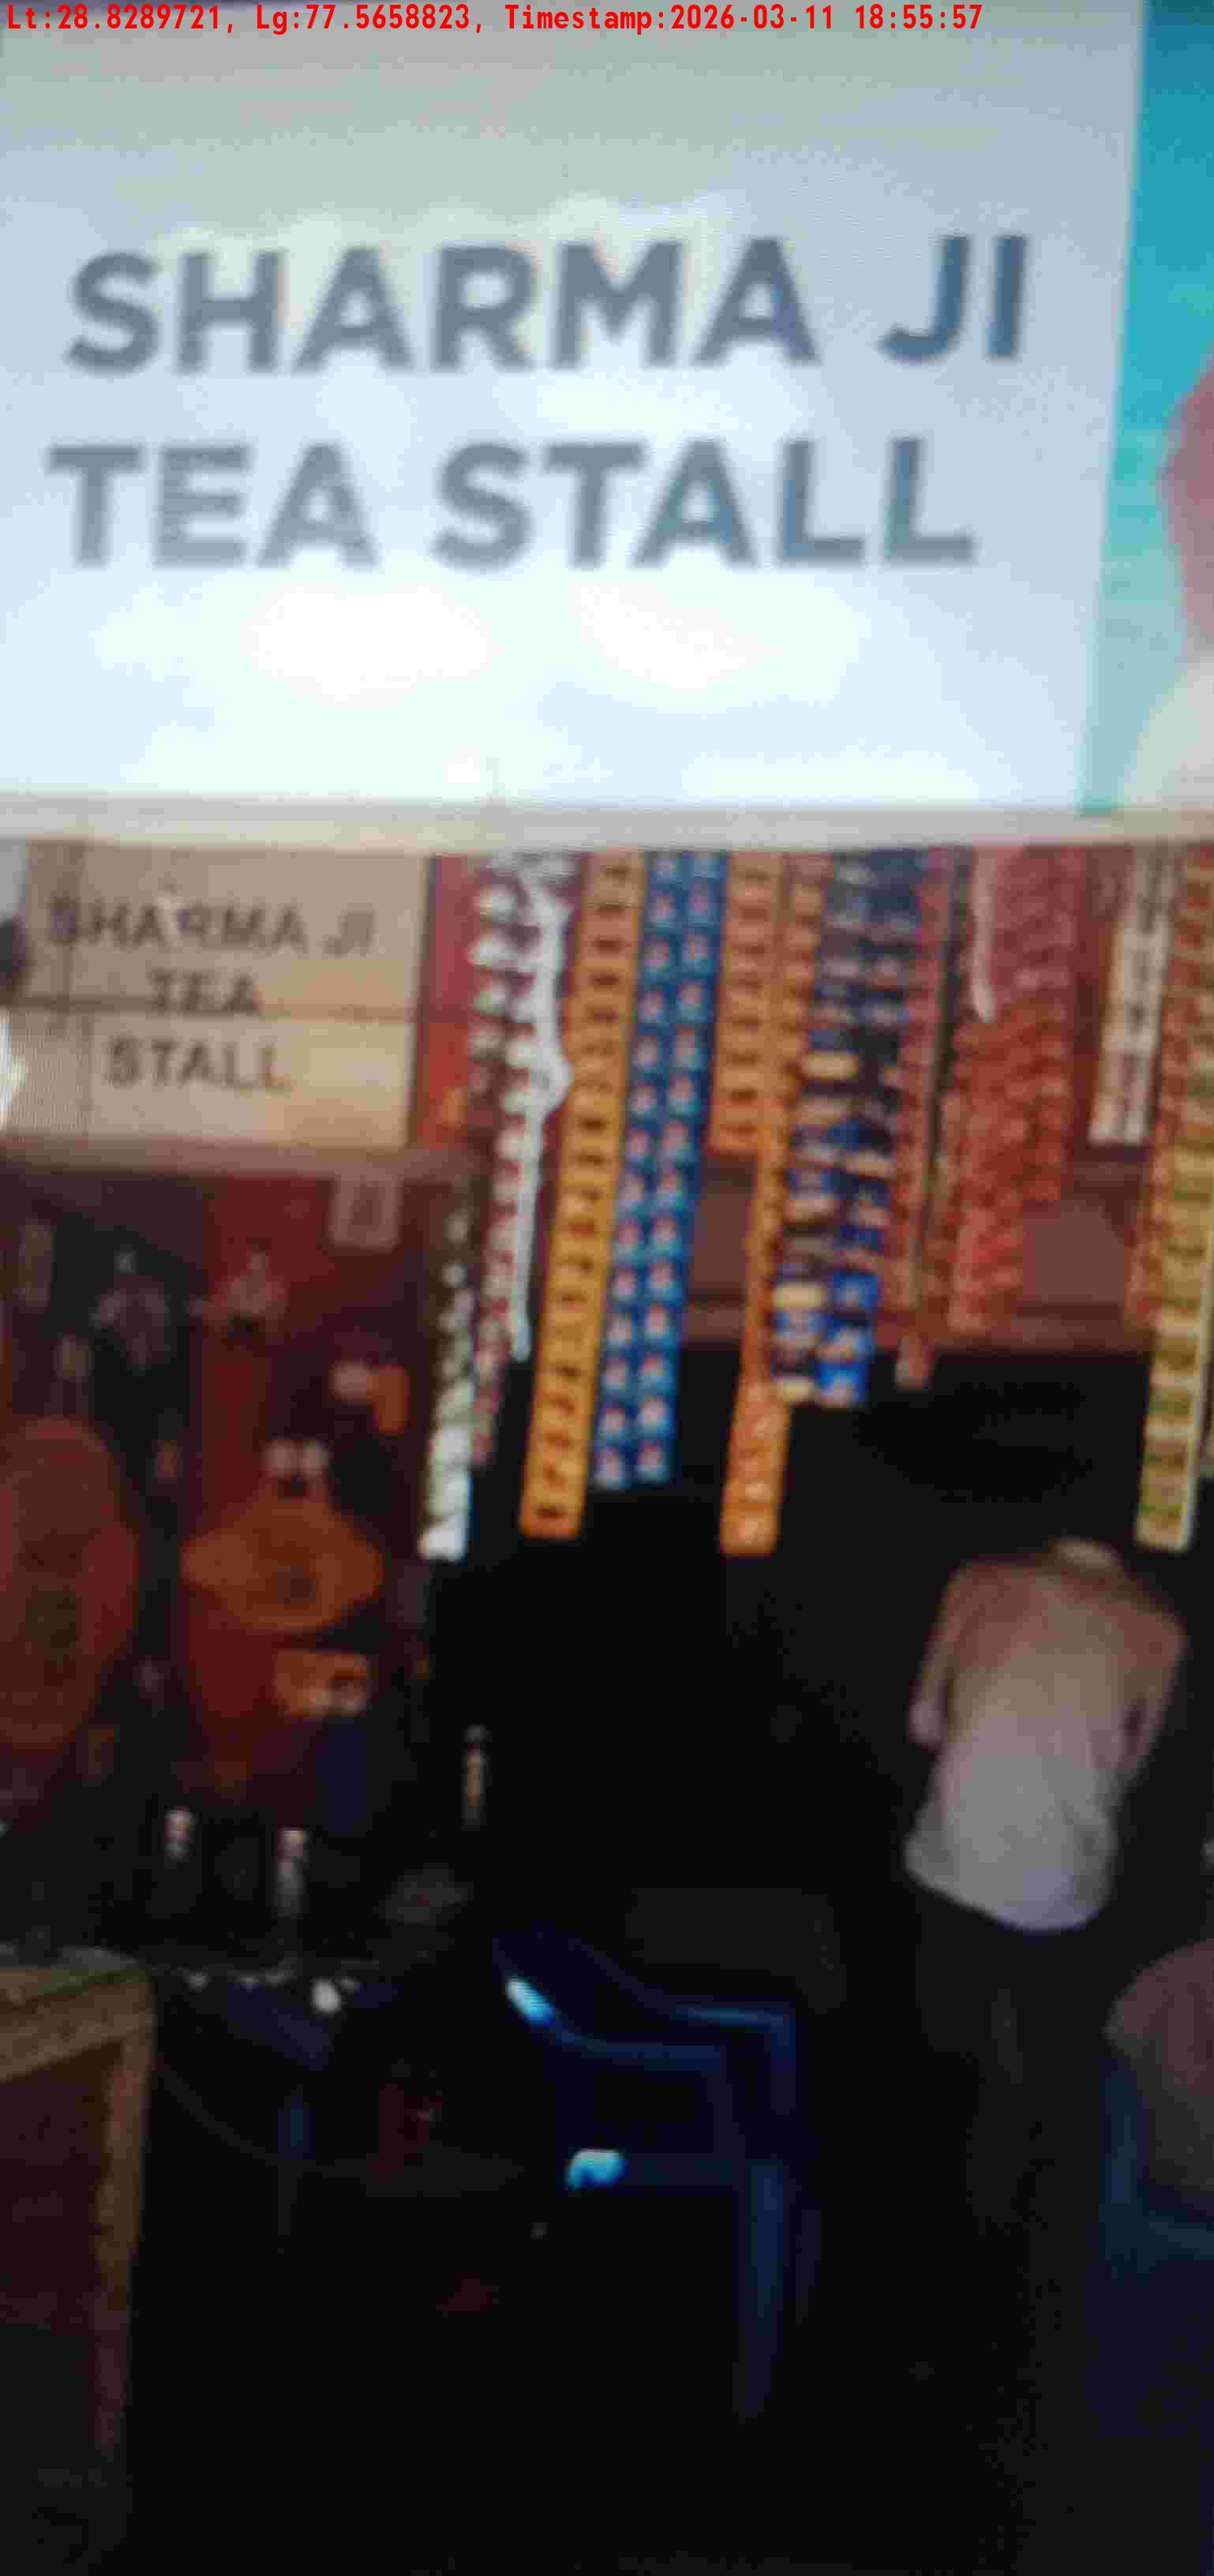 Lt:28.8289721, Lg:77.5658823, Timestamp:2026-03-11 18:55:57
SHARMA JI
TEA STALL
SHARMA JI
TEA
STALL